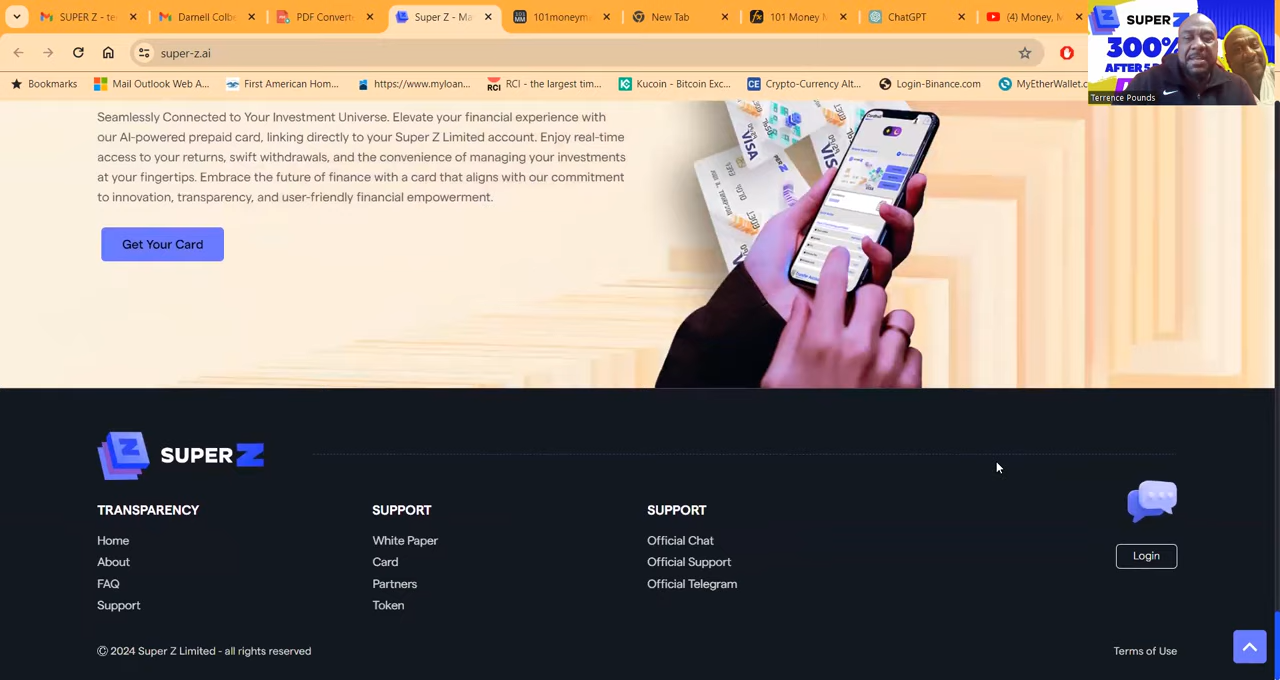 SUPER Z - te
Darnell Colb
PDF Convert
Super Z - Ma
101moneym
New Tab
101 Money M
ChatGPT
(4) Money, M
super-z.ai
Bookmarks
Mail Outlook Web A...
First American Hom...
https://www.myloan...
RCI - the largest tim...
Kucoin - Bitcoin Exc...
Crypto-Currency Alt...
Login-Binance.com
MyEtherWallet.c
SUPER Z
300%
AFTER 5
Terrence Pounds
Seamlessly Connected to Your Investment Universe. Elevate your financial experience with
our AI-powered prepaid card, linking directly to your Super Z Limited account. Enjoy real-time
access to your returns, swift withdrawals, and the convenience of managing your investments
at your fingertips. Embrace the future of finance with a card that aligns with our commitment
to innovation, transparency, and user-friendly financial empowerment.
Get Your Card
VISA
SUPER Z
TRANSPARENCY
Home
About
FAQ
Support
SUPPORT
White Paper
Card
Partners
Token
SUPPORT
Official Chat
Official Support
Official Telegram
Login
© 2024 Super Z Limited - all rights reserved
Terms of Use